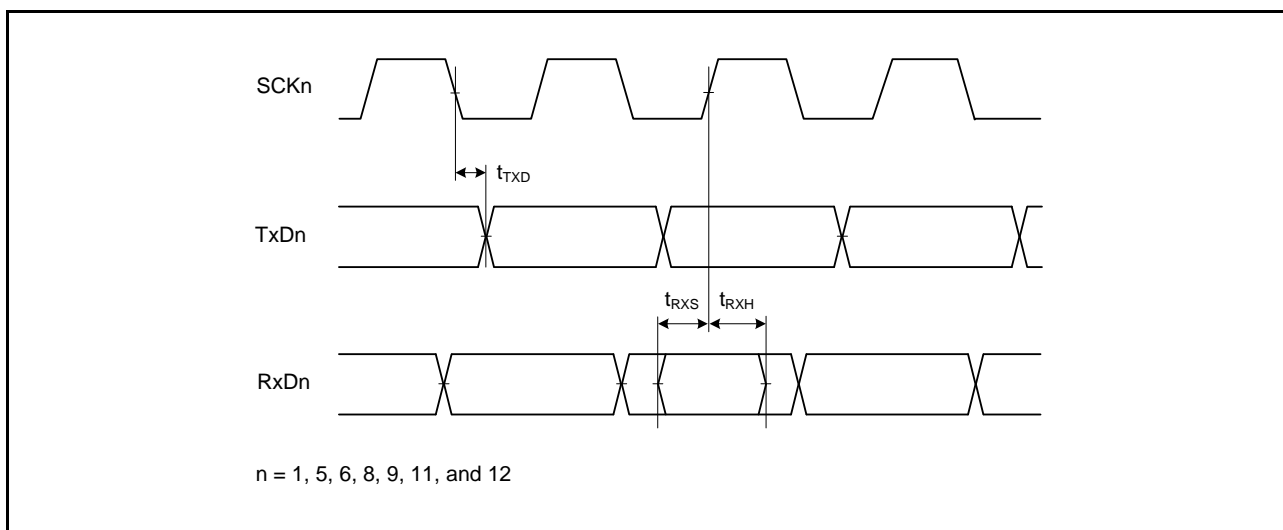 SCKn
tTXD
TxDn
tRXS tRXH
RxDn
n = 1, 5, 6, 8, 9, 11, and 12